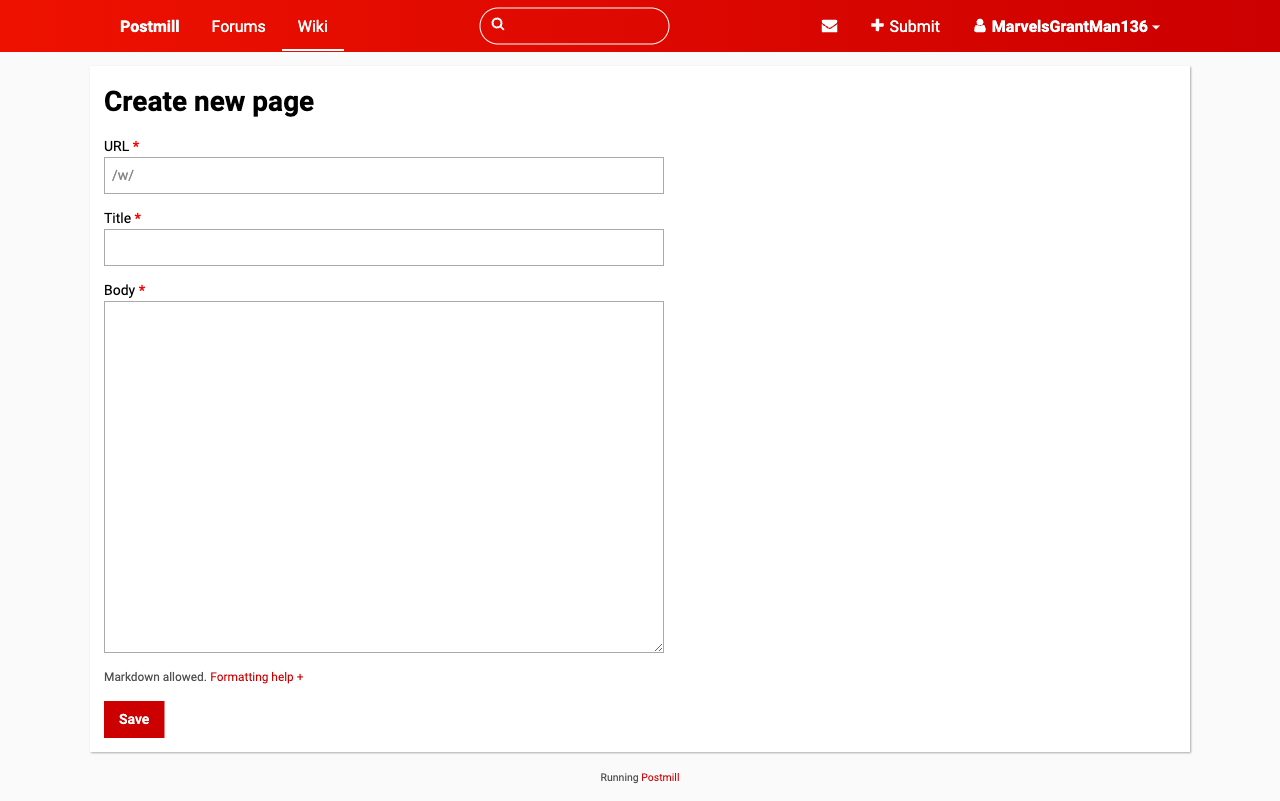 Postmill Forums Wiki Submit MarvelsGrantMan136
Create new page
URL *
/w/
Title *
Body *
Markdown allowed. Formatting help +
Save
Running Postmill